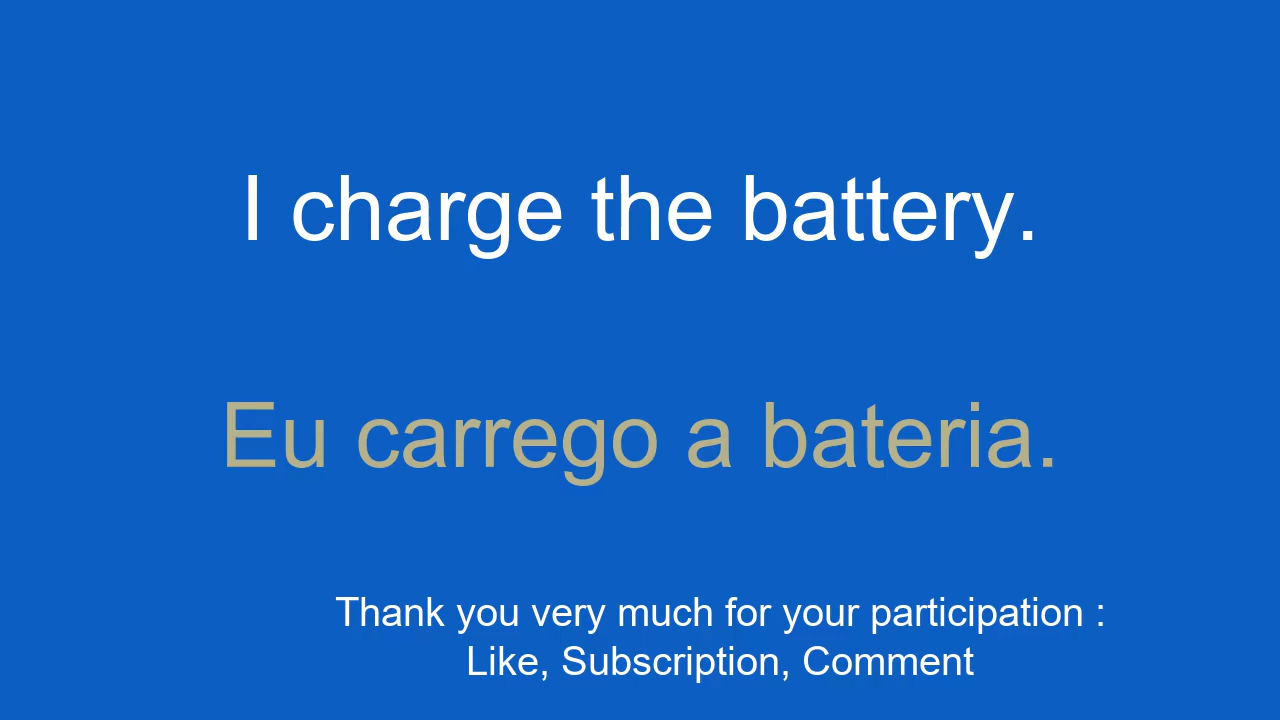 I charge the battery.
Eu carrego a bateria.
Thank you very much for your participation :
Like, Subscription, Comment